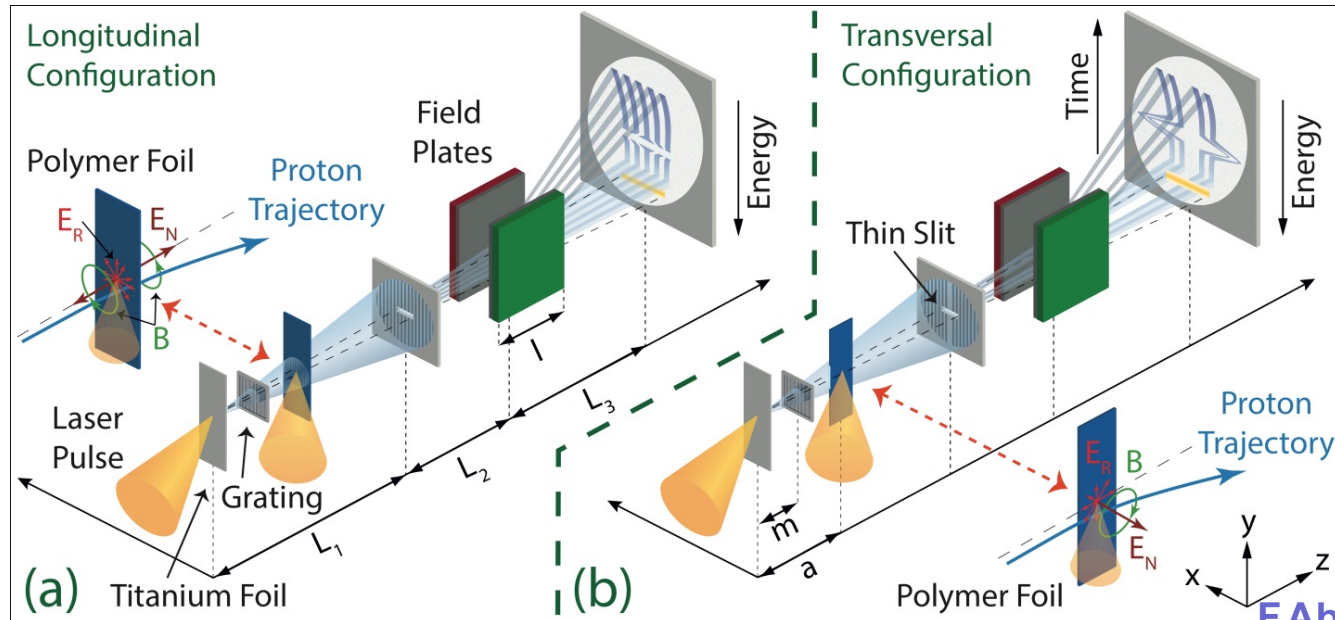 Longitudinal
Configuration
Field
Plates
Energy
Polymer Foil
Proton
Trajectory
E_R
E_N
B
Laser
Pulse
Grating
Titanium Foil
l
L_1
L_2
L_3
(a)
Transversal
Configuration
Time
Energy
Thin Slit
m
a
Proton
Trajectory
E_R
B
E_N
Polymer Foil
x
y
z
(b)